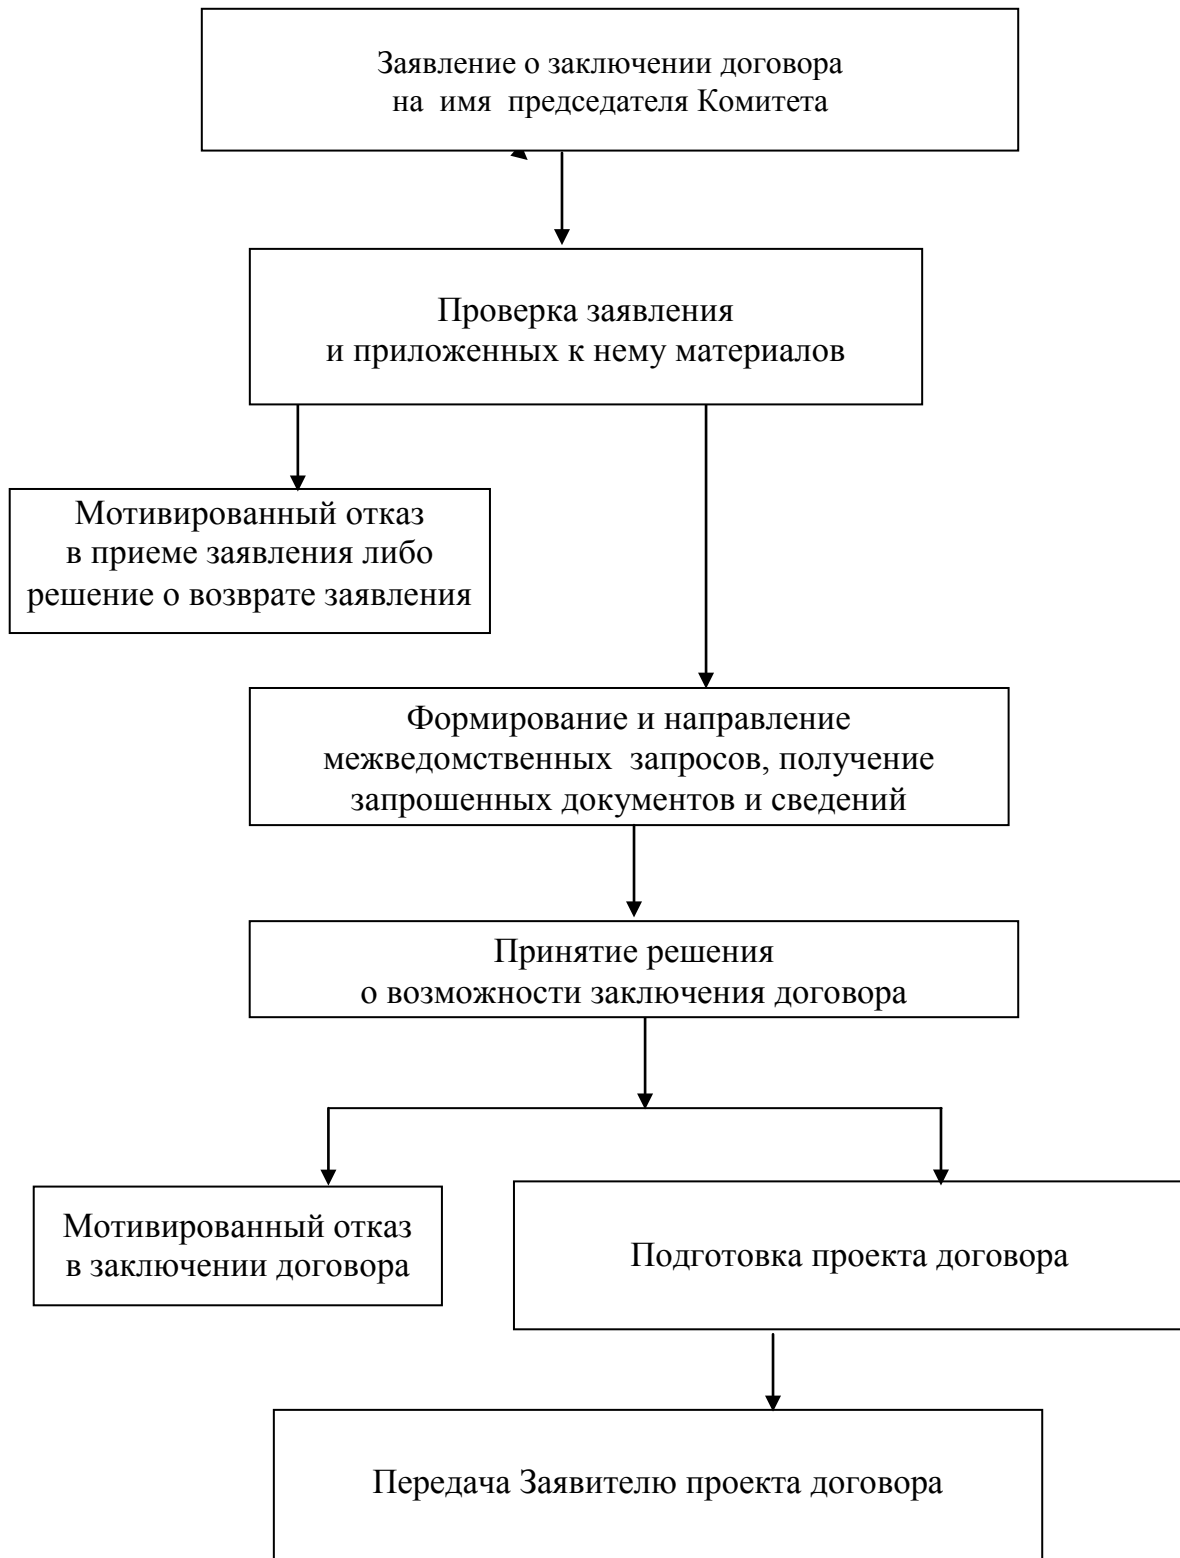 Заявление о заключении договора
на имя председателя Комитета
Проверка заявления
и приложенных к нему материалов
Мотивированный отказ
в приеме заявления либо
решение о возврате заявления
Формирование и направление
межведомственных запросов, получение
запрошенных документов и сведений
Принятие решения
о возможности заключения договора
Мотивированный отказ
в заключении договора
Подготовка проекта договора
Передача Заявителю проекта договора